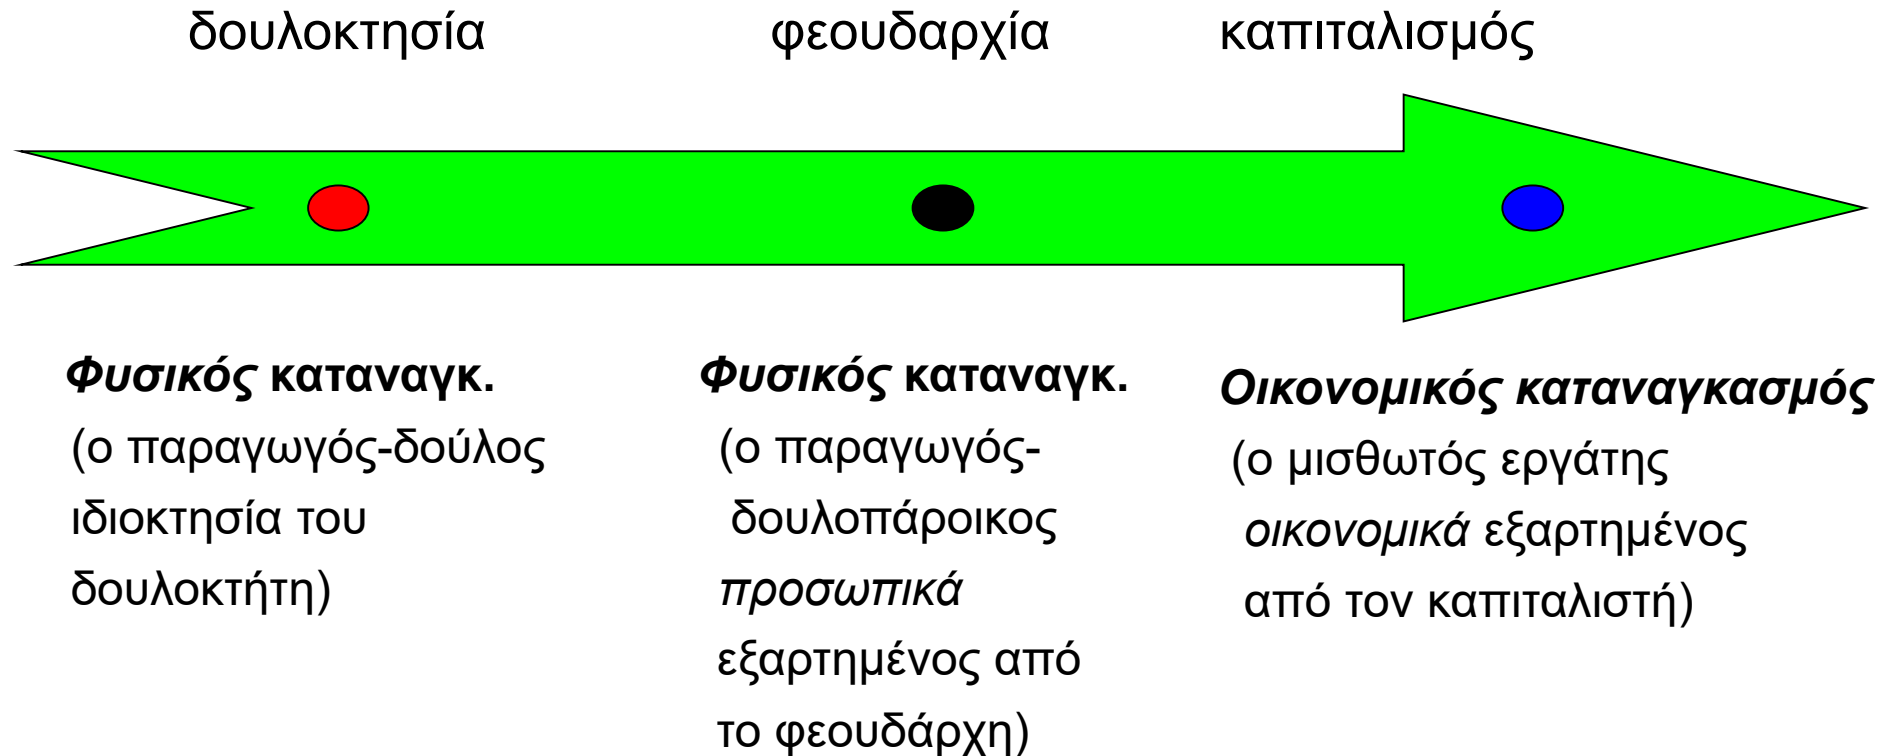 δουλοκτησία
φεουδαρχία
καπιταλισμός
Φυσικός καταναγκ.
(ο παραγωγός-δούλος
ιδιοκτησία του
δουλοκτήτη)
Φυσικός καταναγκ.
(ο παραγωγός-
δουλοπάροικος
προσωπικά
εξαρτημένος από
το φεουδάρχη)
Οικονομικός καταναγκασμός
(ο μισθωτός εργάτης
οικονομικά εξαρτημένος
από τον καπιταλιστή)